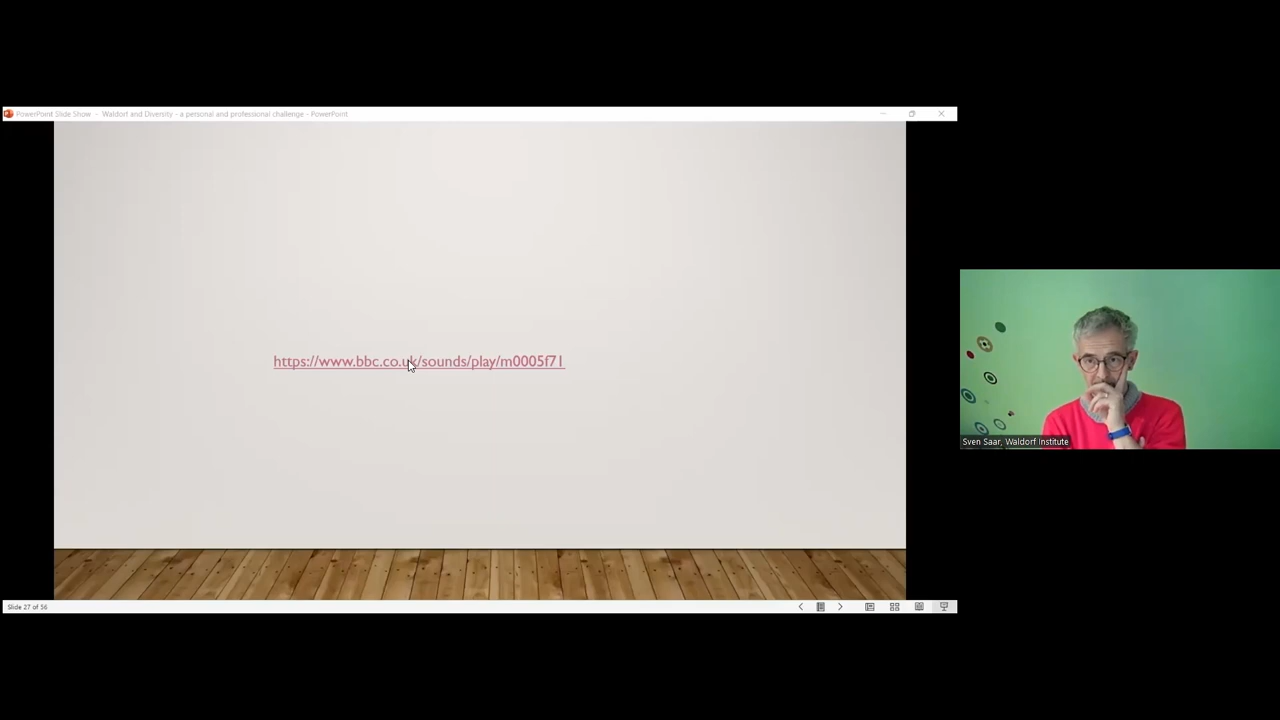 PowerPoint Slide Show - Waldorf and Diversity - a personal and professional challenge - PowerPoint
https://www.bbc.co.uk/sounds/play/m0005f71
Sven Saar, Waldorf Institute
Slide 27 of 56